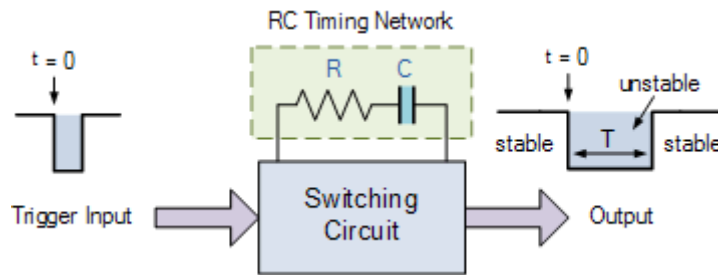 RC Timing Network
t = 0
R
C
t = 0
unstable
stable
T
stable
Trigger Input
Switching
Circuit
Output